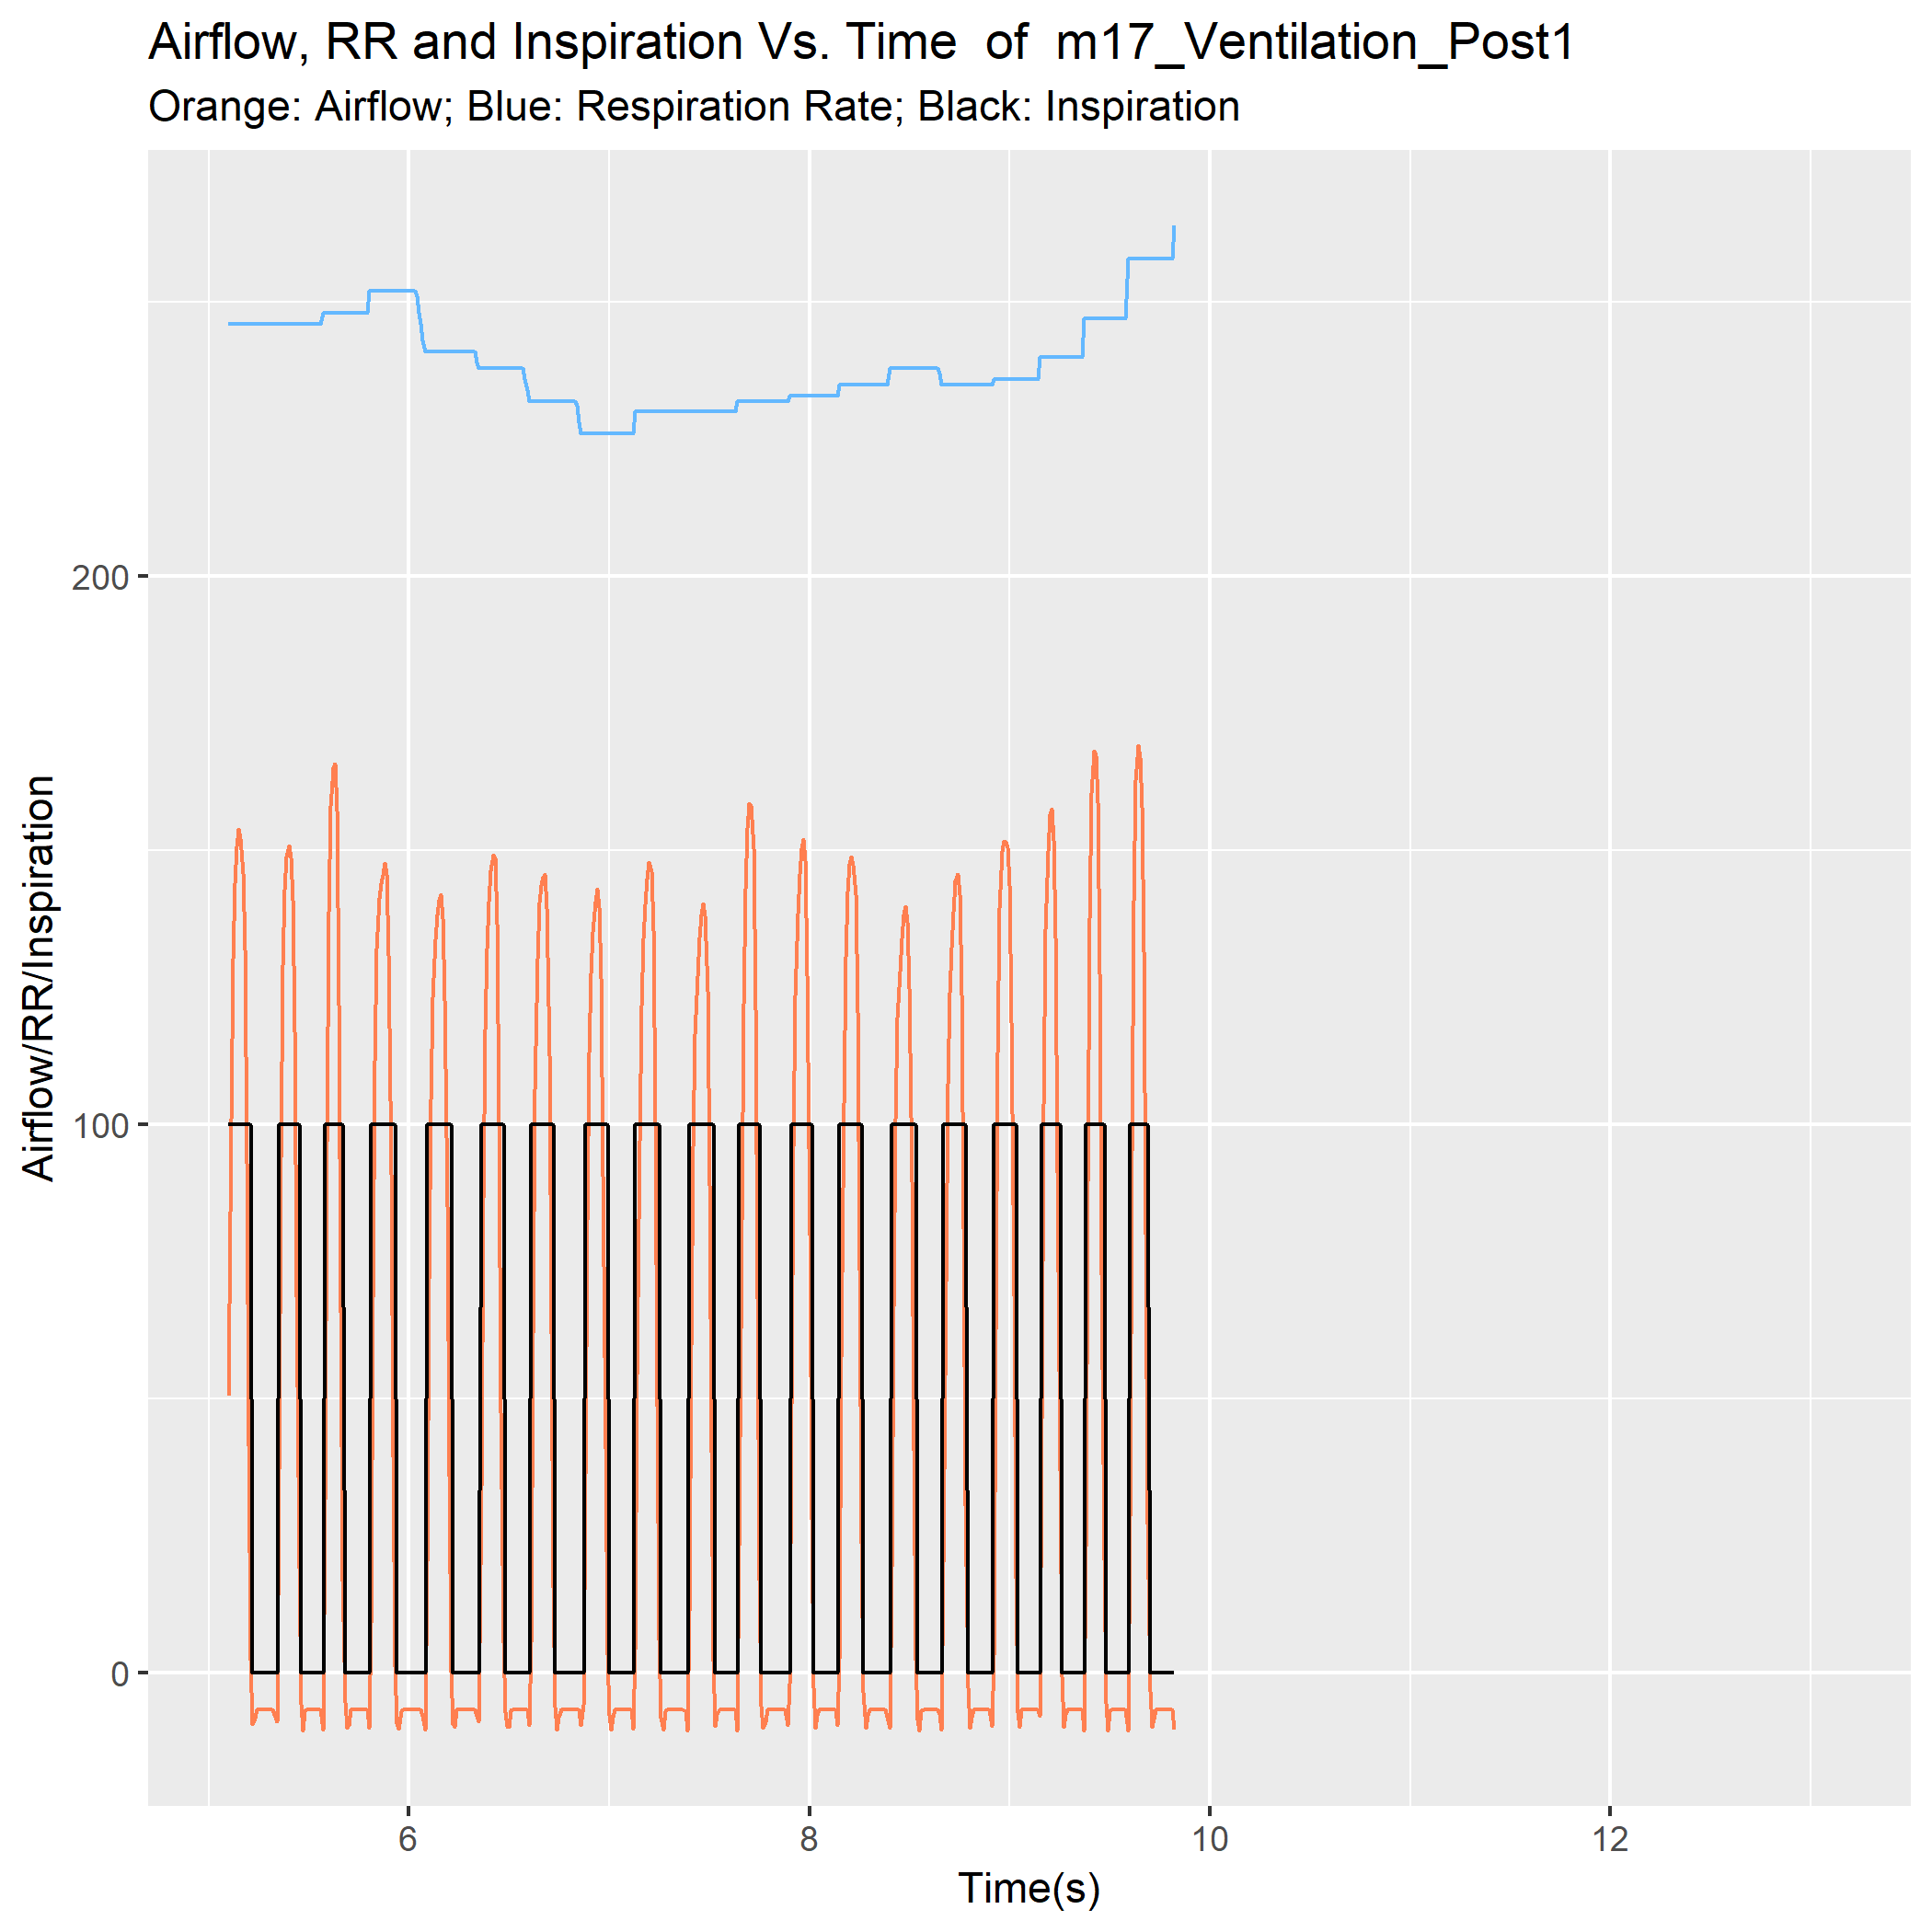 Airflow, RR and Inspiration Vs. Time  of  m17_Ventilation_Post1
Orange: Airflow; Blue: Respiration Rate; Black: Inspiration
Airflow/RR/Inspiration
200
100
0
6 8 10 12
Time(s)